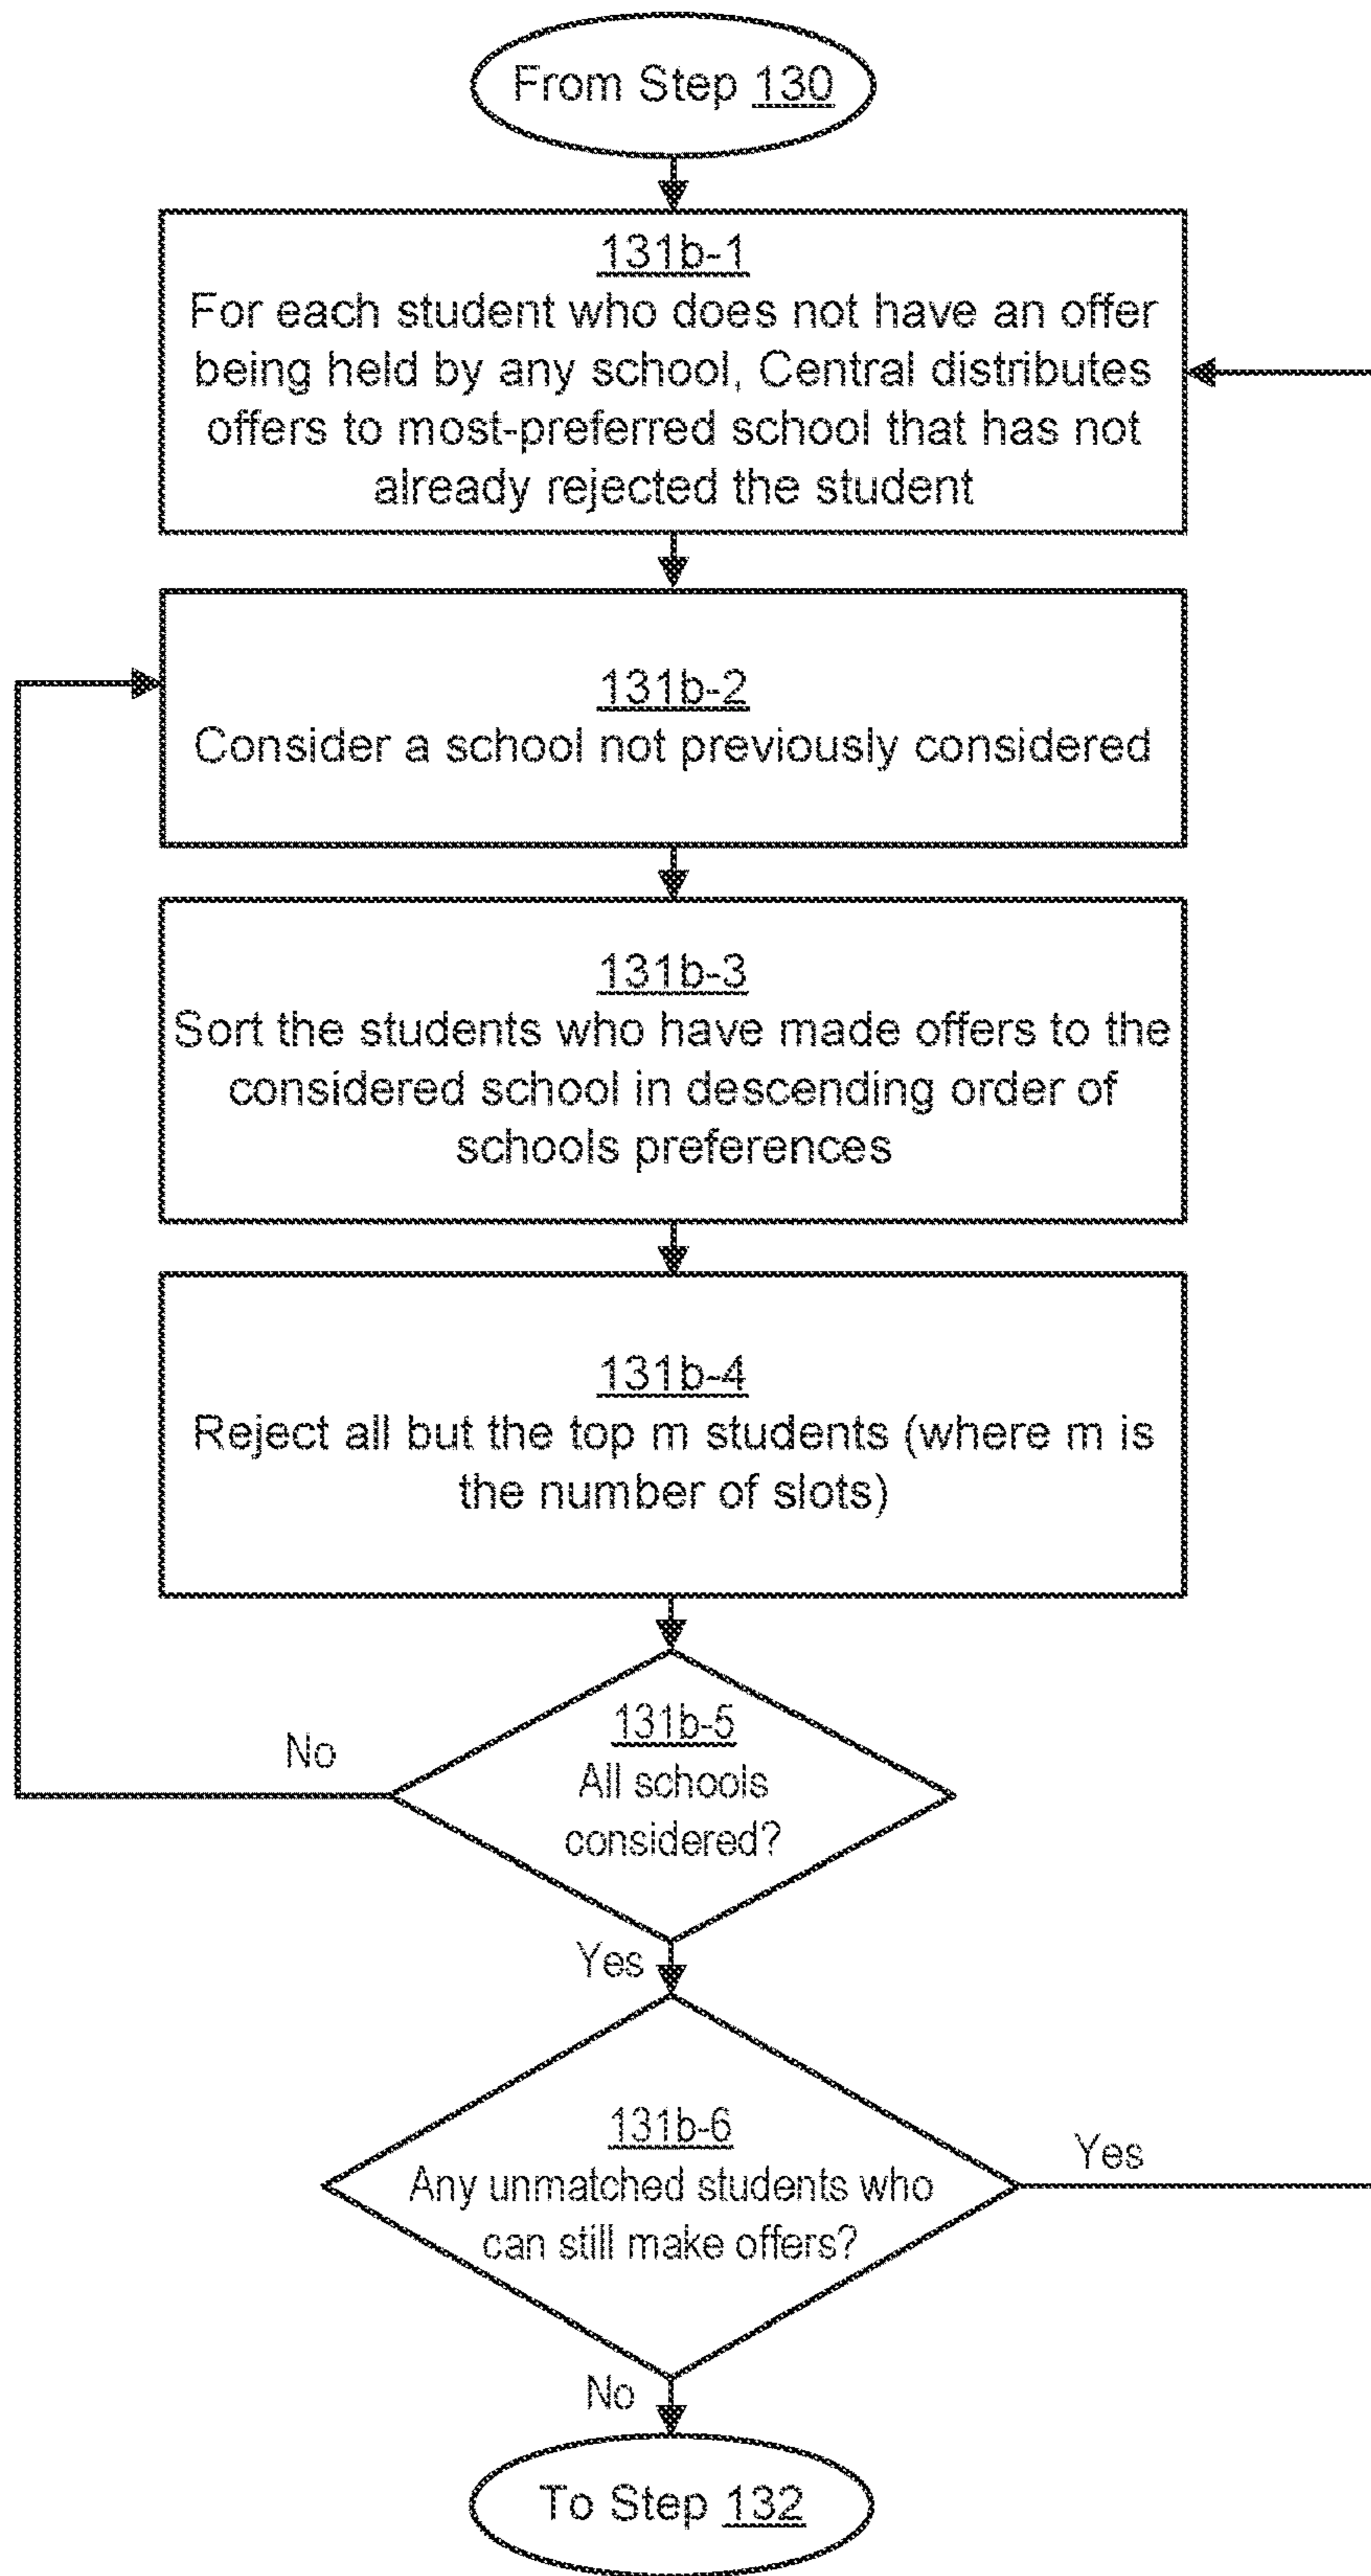 From Step 130
131b-1
For each student who does not have an offer
being held by any school, Central distributes
offers to most-preferred school that has not
already rejected the student
131b-2
Consider a school not previously considered
131b-3
Sort the students who have made offers to the
considered school in descending order of
schools preferences
131b-4
Reject all but the top m students (where m is
the number of slots)
131b-5
All schools
considered?
No
Yes
131b-6
Any unmatched students who
can still make offers?
Yes
No
To Step 132